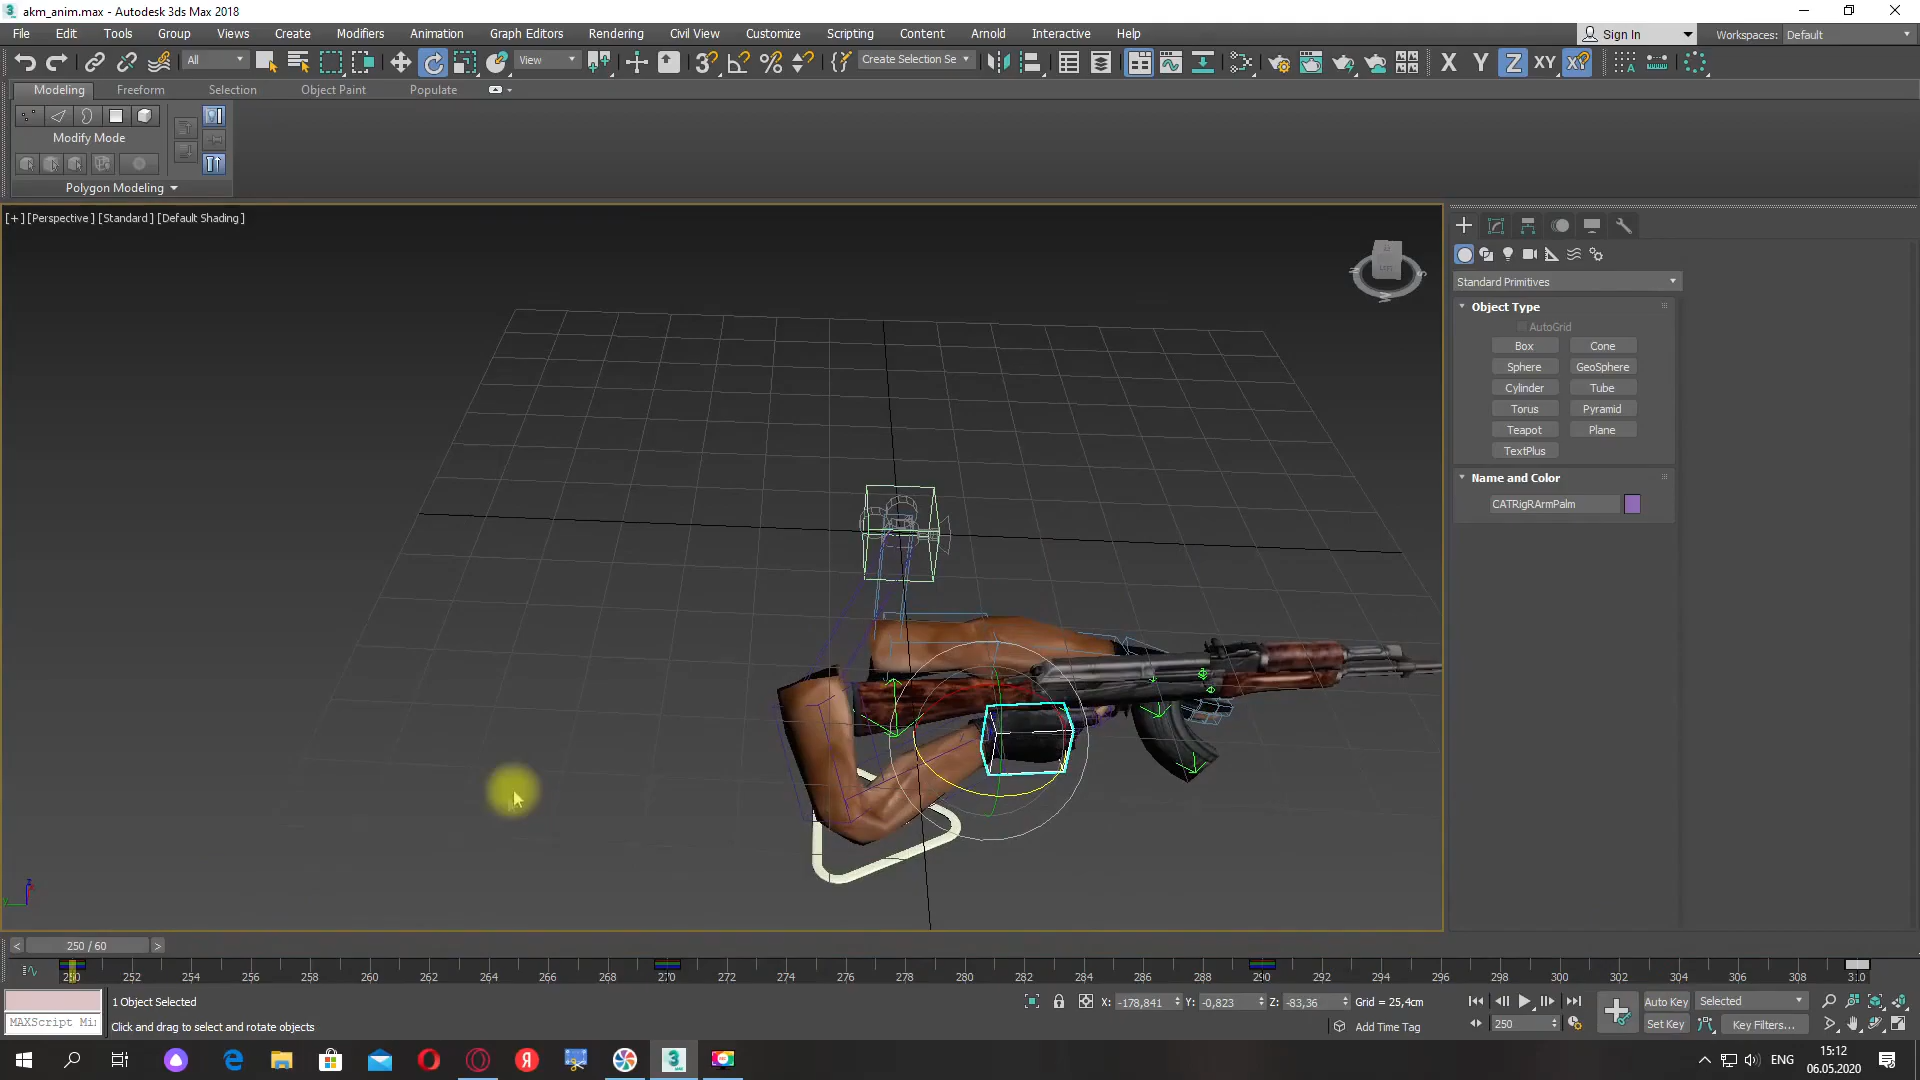 akm_anim.max - Autodesk 3ds Max 2018
File Edit Tools Group Views Create Modifiers Animation Graph Editors Rendering Civil View Customize Scripting Content Arnold Interactive Help
Sign In
Workspaces: Default
All
View
Create Selection Se
X Y Z XY
Modeling Freeform Selection Object Paint Populate
Modify Mode
Polygon Modeling
[+] [Perspective] [Standard] [Default Shading]
Standard Primitives
Object Type
AutoGrid
Box Cone
Sphere GeoSphere
Cylinder Tube
Torus Pyramid
Teapot Plane
TextPlus
Name and Color
CATRigRArmPalm
< 250 / 60 >
250 252 254 256 258 260 262 264 266 268 270 272 274 276 278 280 282 284 286 288 290 292 294 296 298 300 302 304 306 308 310
1 Object Selected
X: -178,841 Y: -0,823 Z: -83,36 Grid = 25,4cm
Auto Key Selected
MAXScript Mi
Click and drag to select and rotate objects
Add Time Tag
250
Set Key Key Filters...
ENG
15:12
06.05.2020